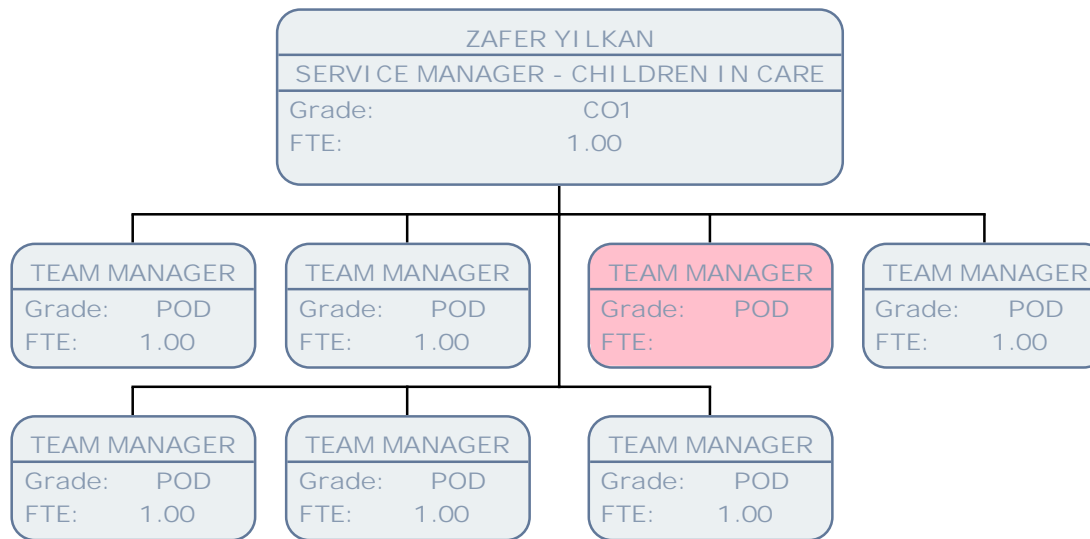 ZAFER YILKAN
SERVICE MANAGER - CHILDREN IN CARE
Grade: CO1
FTE: 1.00
TEAM MANAGER
Grade: POD
FTE: 1.00
TEAM MANAGER
Grade: POD
FTE: 1.00
TEAM MANAGER
Grade: POD
FTE:
TEAM MANAGER
Grade: POD
FTE: 1.00
TEAM MANAGER
Grade: POD
FTE: 1.00
TEAM MANAGER
Grade: POD
FTE: 1.00
TEAM MANAGER
Grade: POD
FTE: 1.00